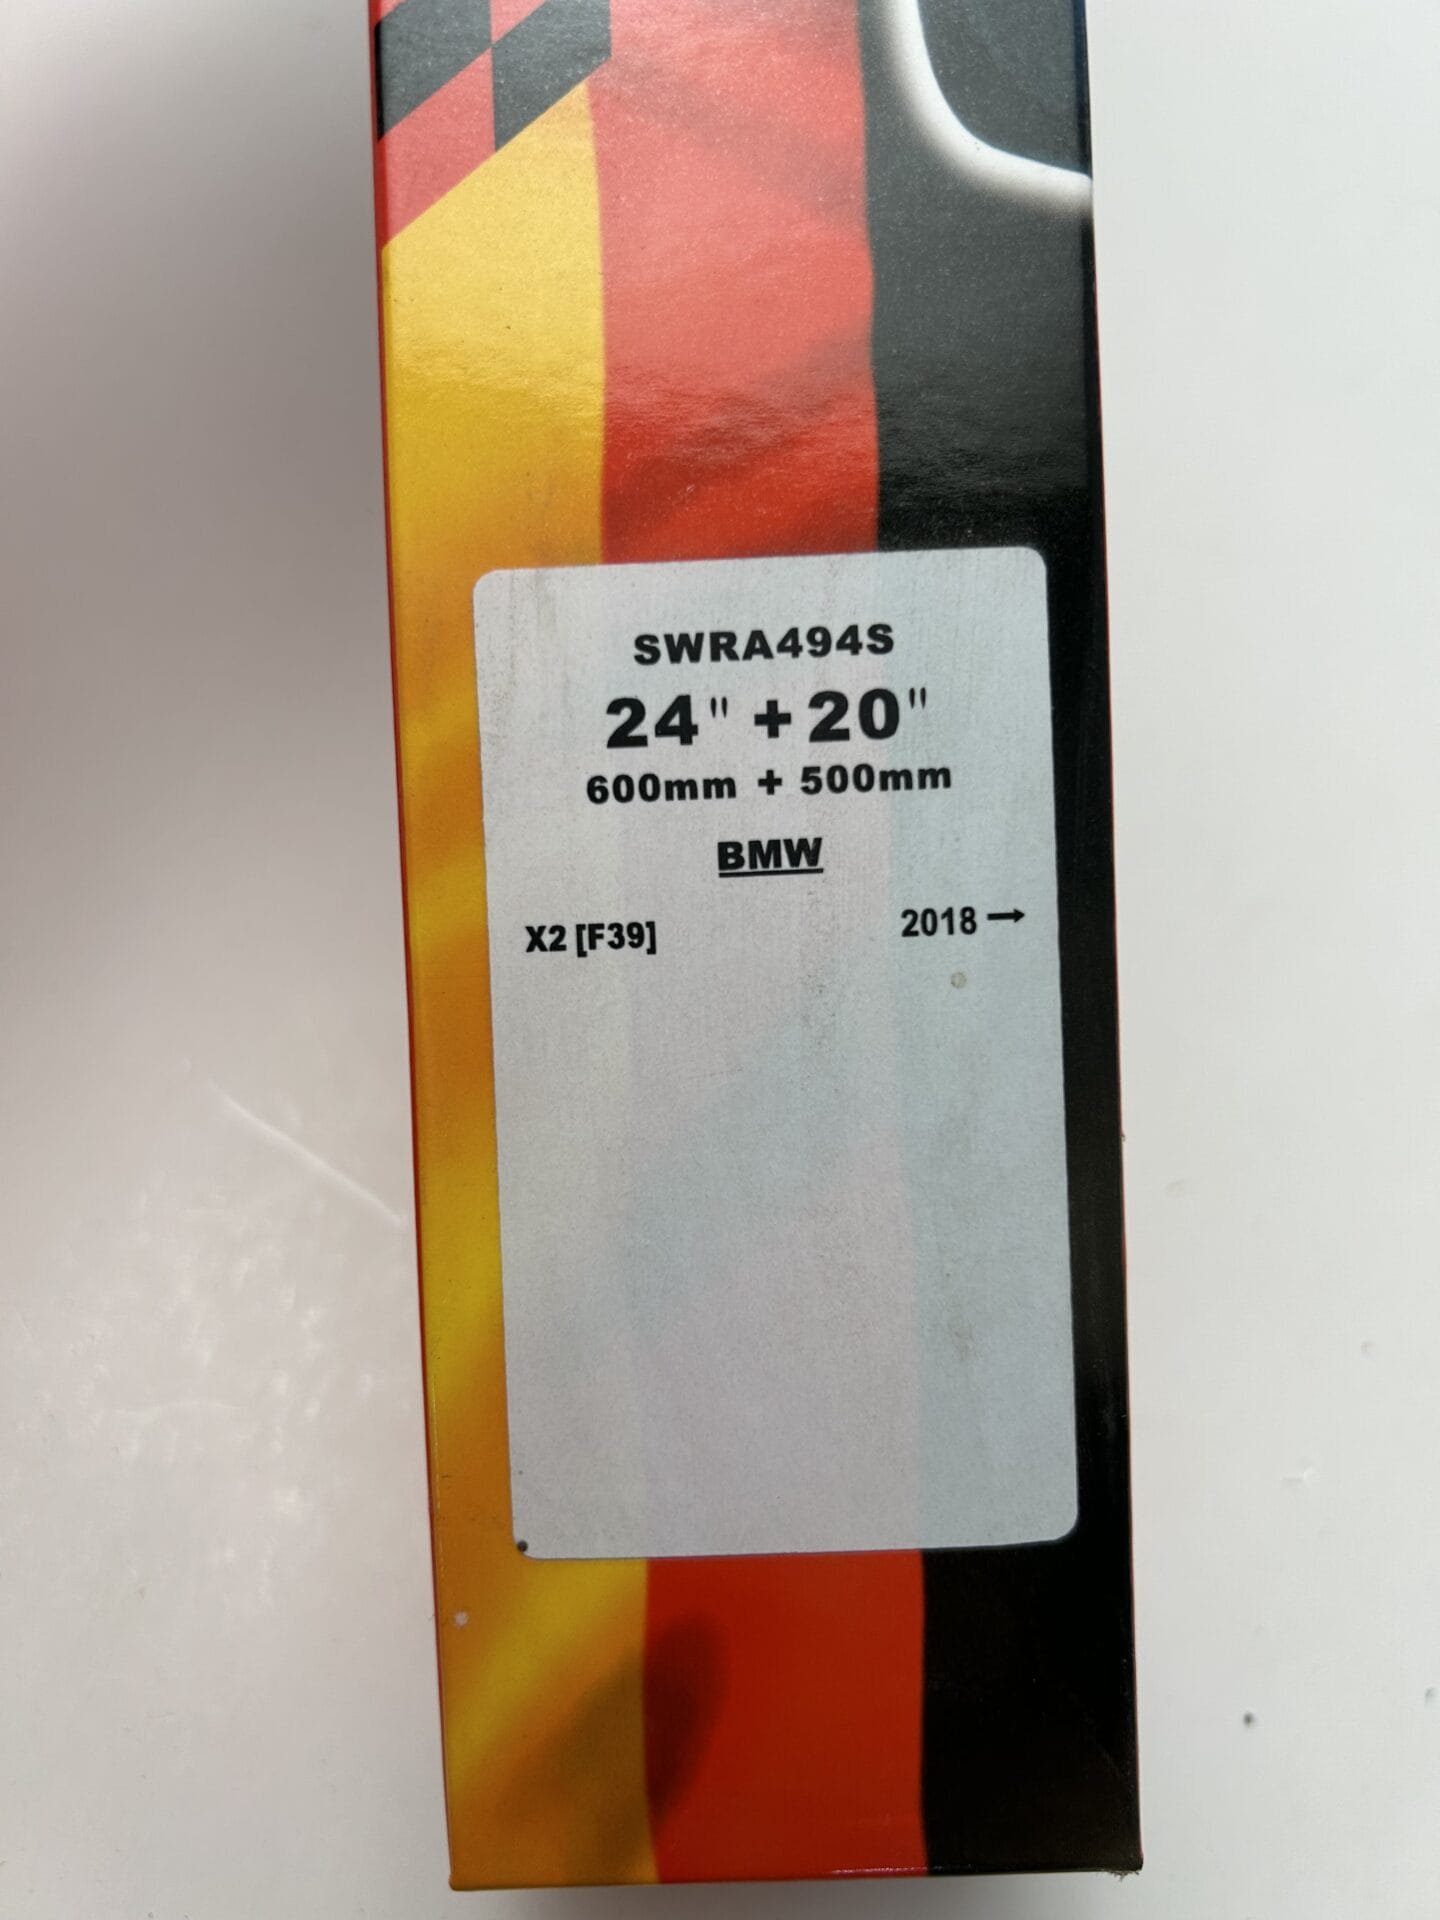 SWRA494S
24" + 20"
600mm + 500mm
BMW
X2 [F39] 2018 →